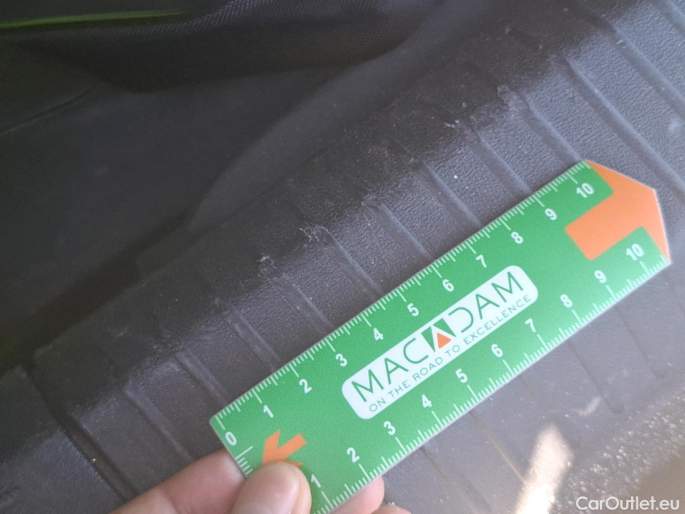 0 1 2 3 4 5 6 7 8 9 10
MACADAM
ON THE ROAD TO EXCELLENCE
1 2 3 4 5 6 7 8 9 10
CarOutlet.eu